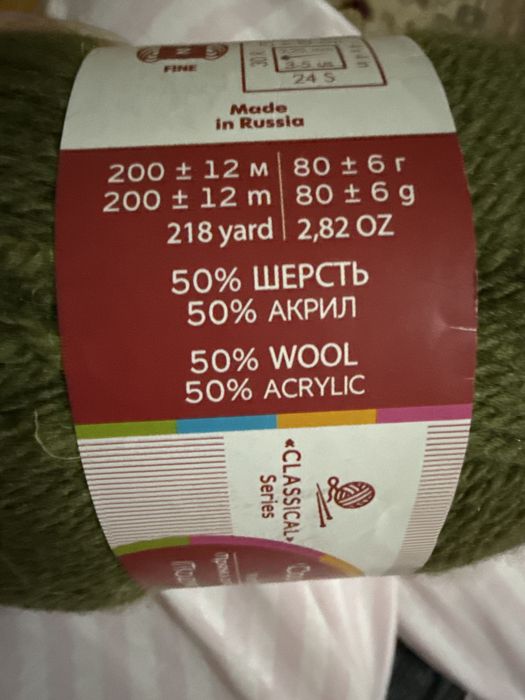 FINE
3-5 US
24 S
Made
in Russia
200 ± 12 м 80 ± 6 г
200 ± 12 m 80 ± 6 g
218 yard 2,82 OZ
50% ШЕРСТЬ
50% АКРИЛ
50% WOOL
50% ACRYLIC
«CLASSICAL»
Series